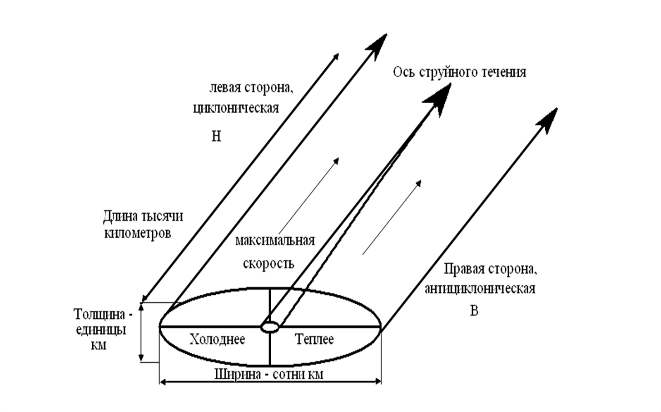 левая сторона,
циклоническая
Н
Ось струйного течения
Длина тысячи
километров
максимальная
скорость
Правая сторона,
антициклоническая
В
Толщина -
единицы
км
Холоднее
Теплее
Ширина - сотни км